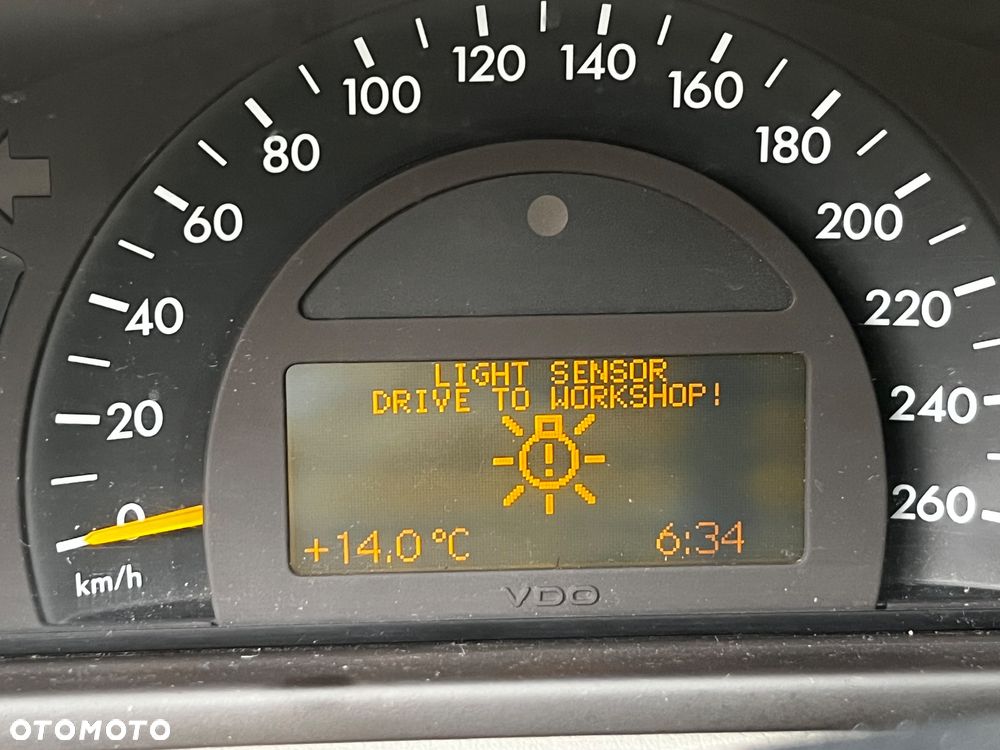 120 140
100 160
80 180
60 200
40 220
20 240
0 260
km/h
LIGHT SENSOR
DRIVE TO WORKSHOP!
!
+14.0 °C 6:34
VDO
OTOMOTO